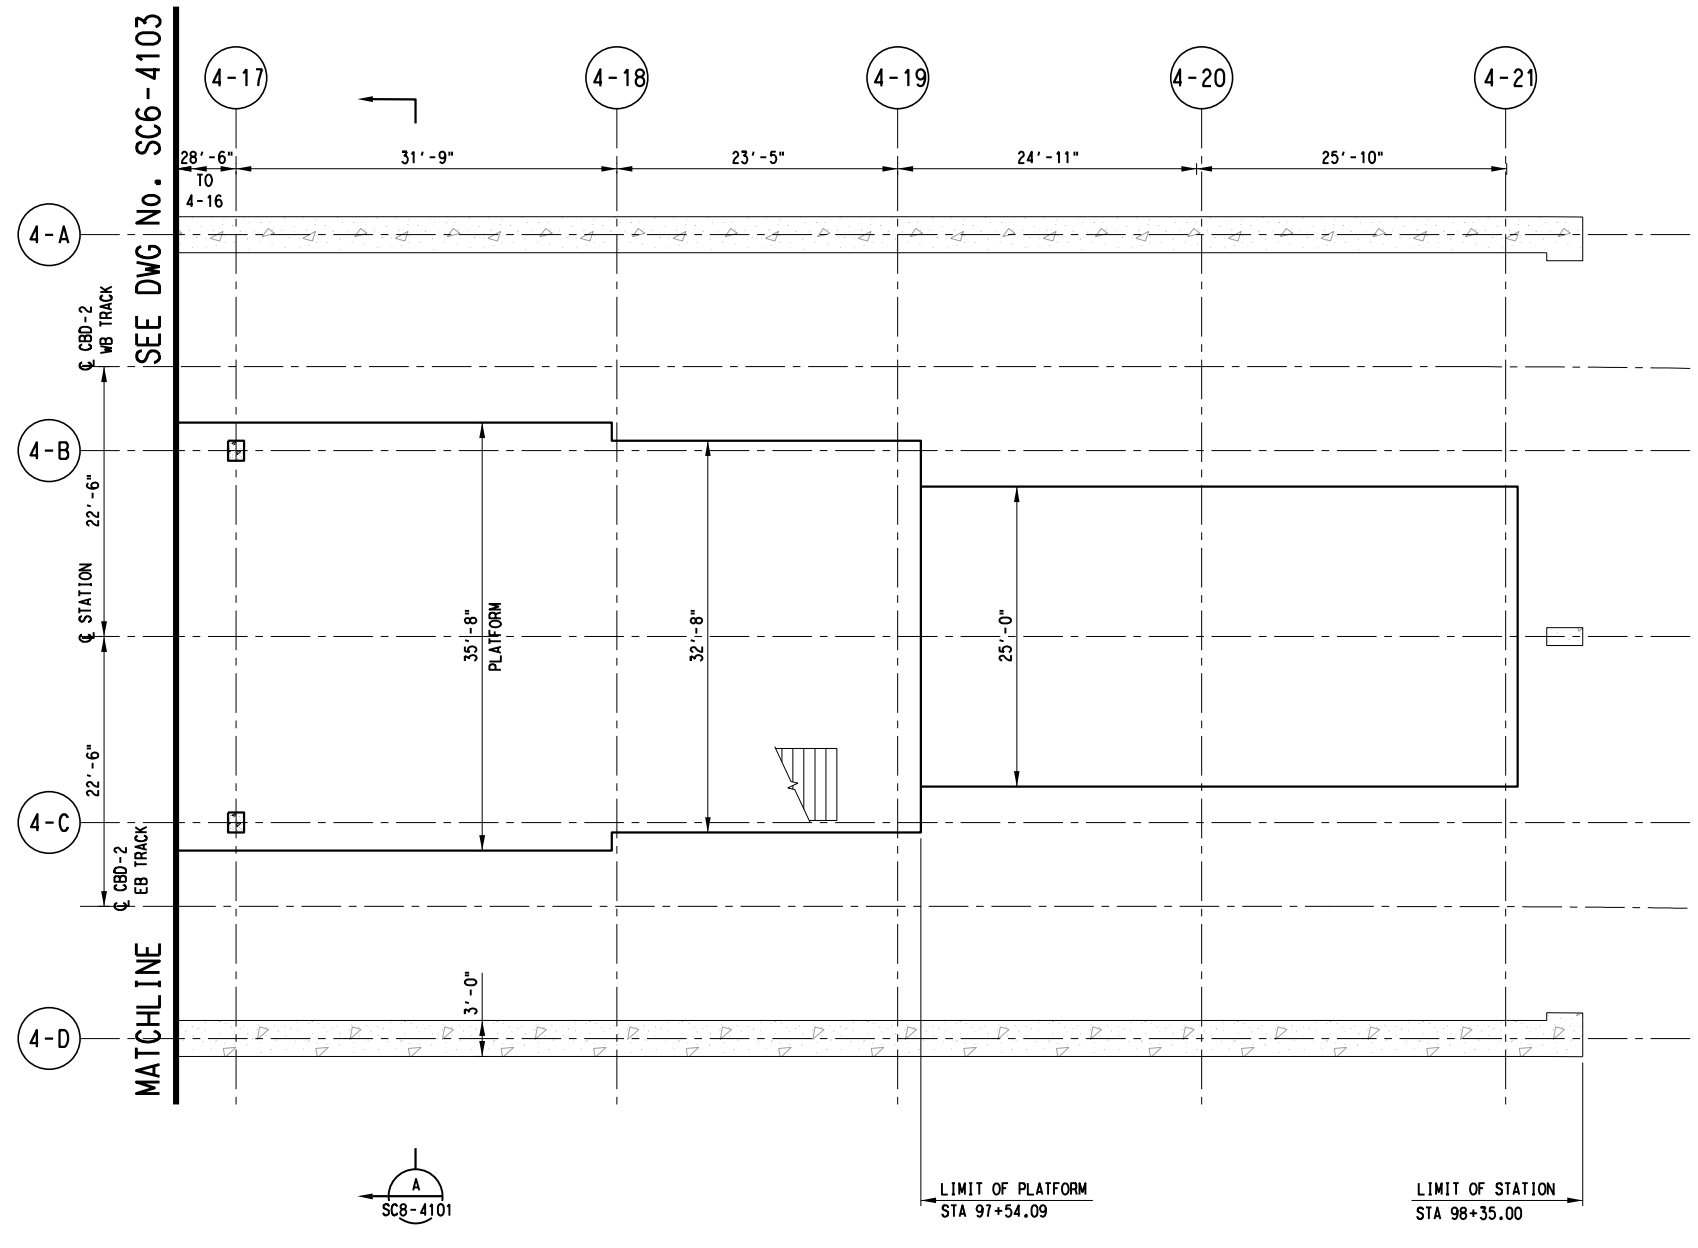 4-17
4-18
4-19
4-20
4-21
28'-6"
TO
4-16
31'-9"
23'-5"
24'-11"
25'-10"
MATCHLINE SEE DWG No. SC6-4103
4-A
℄ CBD-2
WB TRACK
4-B
22'-6"
℄ STATION
35'-8"
PLATFORM
32'-8"
25'-0"
22'-6"
4-C
℄ CBD-2
EB TRACK
3'-0"
4-D
A
SC8-4101
LIMIT OF PLATFORM
STA 97+54.09
LIMIT OF STATION
STA 98+35.00